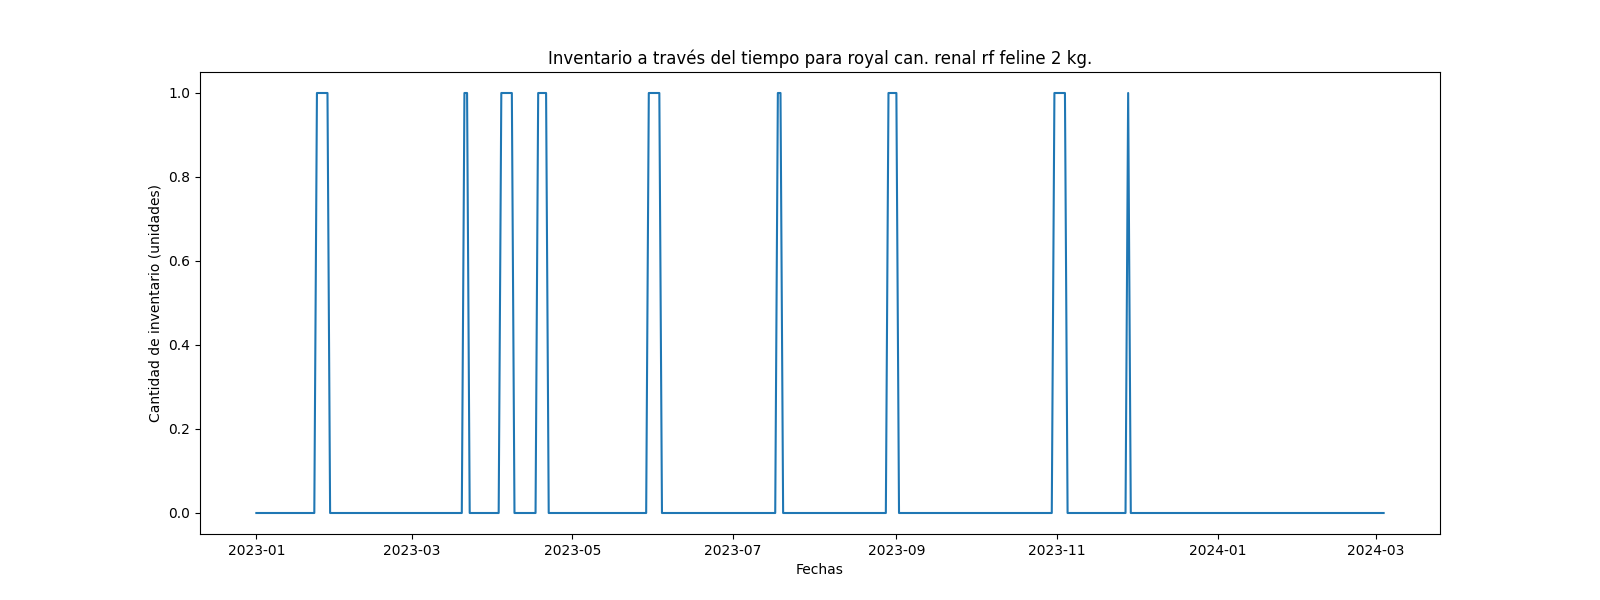 Inventario a través del tiempo para royal can. renal rf feline 2 kg.
Cantidad de inventario (unidades)
1.0
0.8
0.6
0.4
0.2
0.0
2023-01 2023-03 2023-05 2023-07 2023-09 2023-11 2024-01 2024-03
Fechas